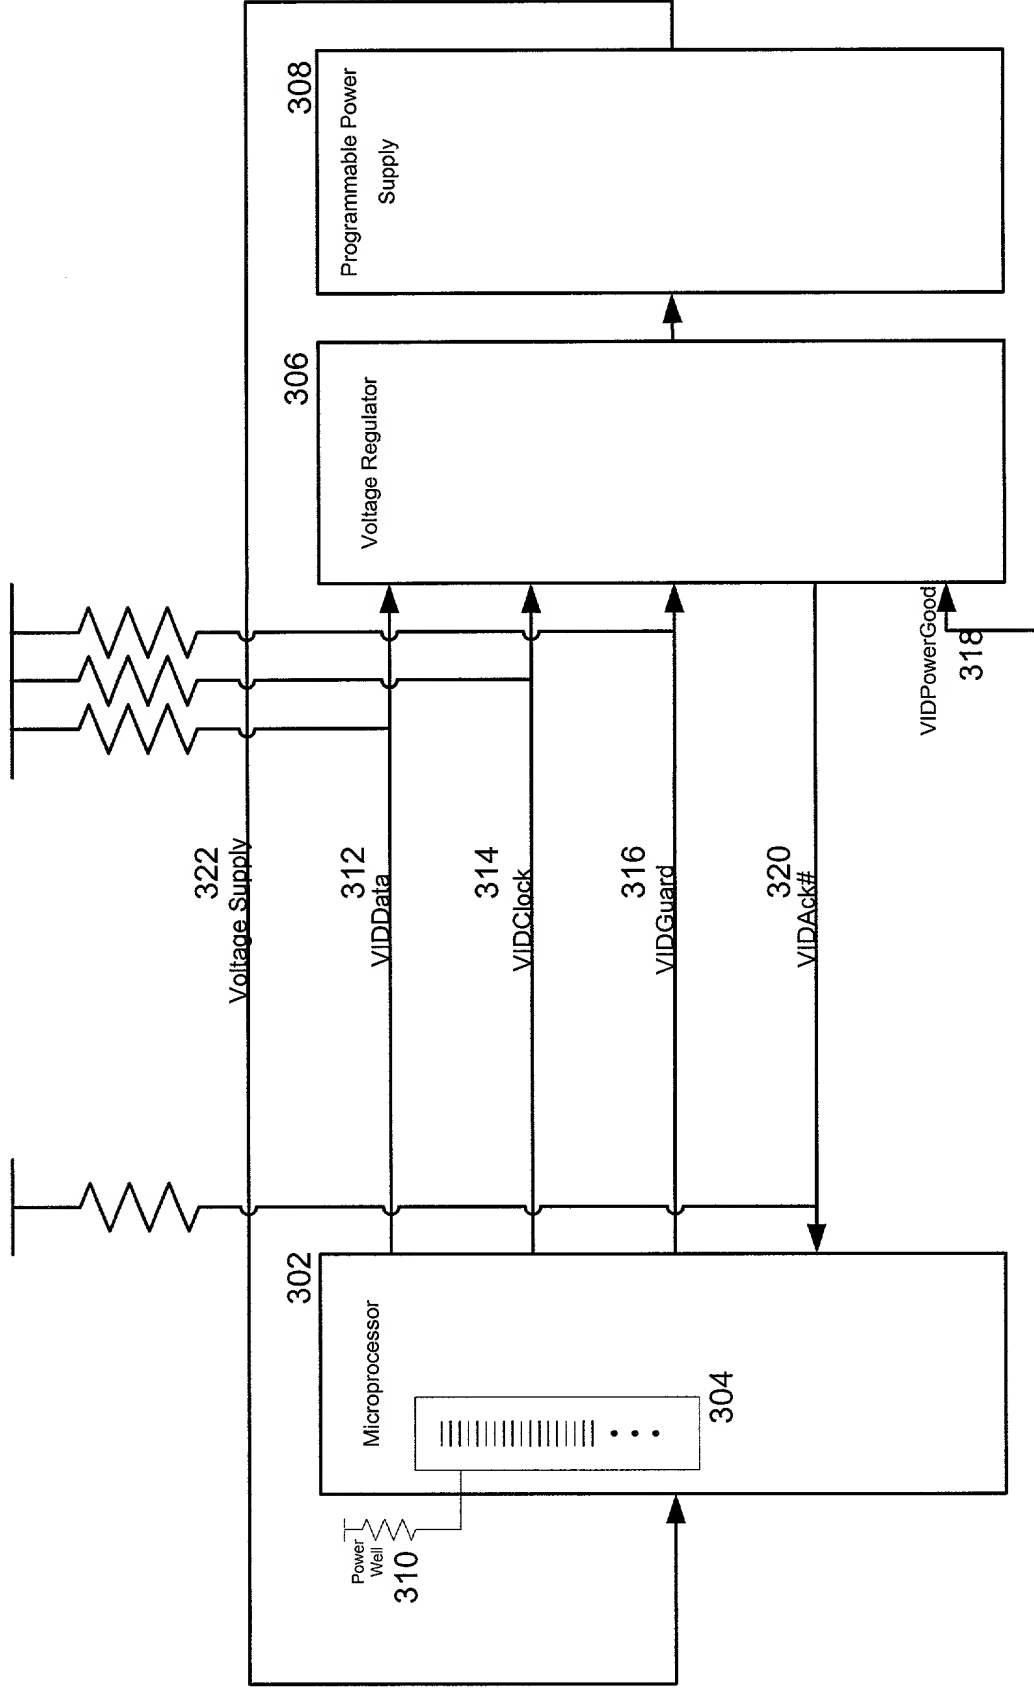 322
Voltage Supply
302
Microprocessor
304
Power
Well
310
312
VIDData
314
VIDClock
316
VIDGuard
320
VIDAck#
306
Voltage Regulator
VIDPowerGood
318
308
Programmable Power
Supply